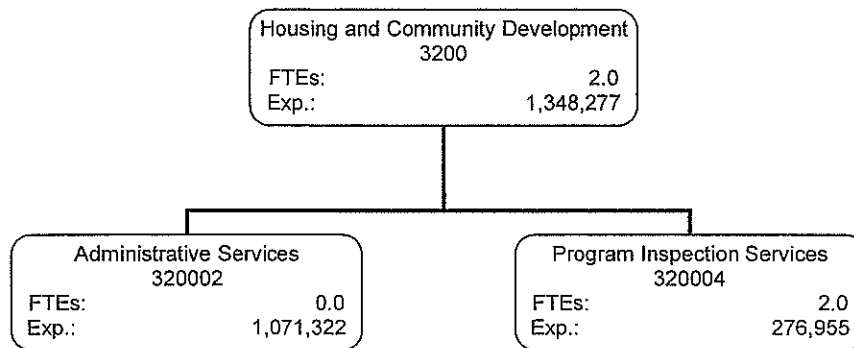 Housing and Community Development
3200
FTEs: 2.0
Exp.: 1,348,277
Administrative Services
320002
FTEs: 0.0
Exp.: 1,071,322
Program Inspection Services
320004
FTEs: 2.0
Exp.: 276,955